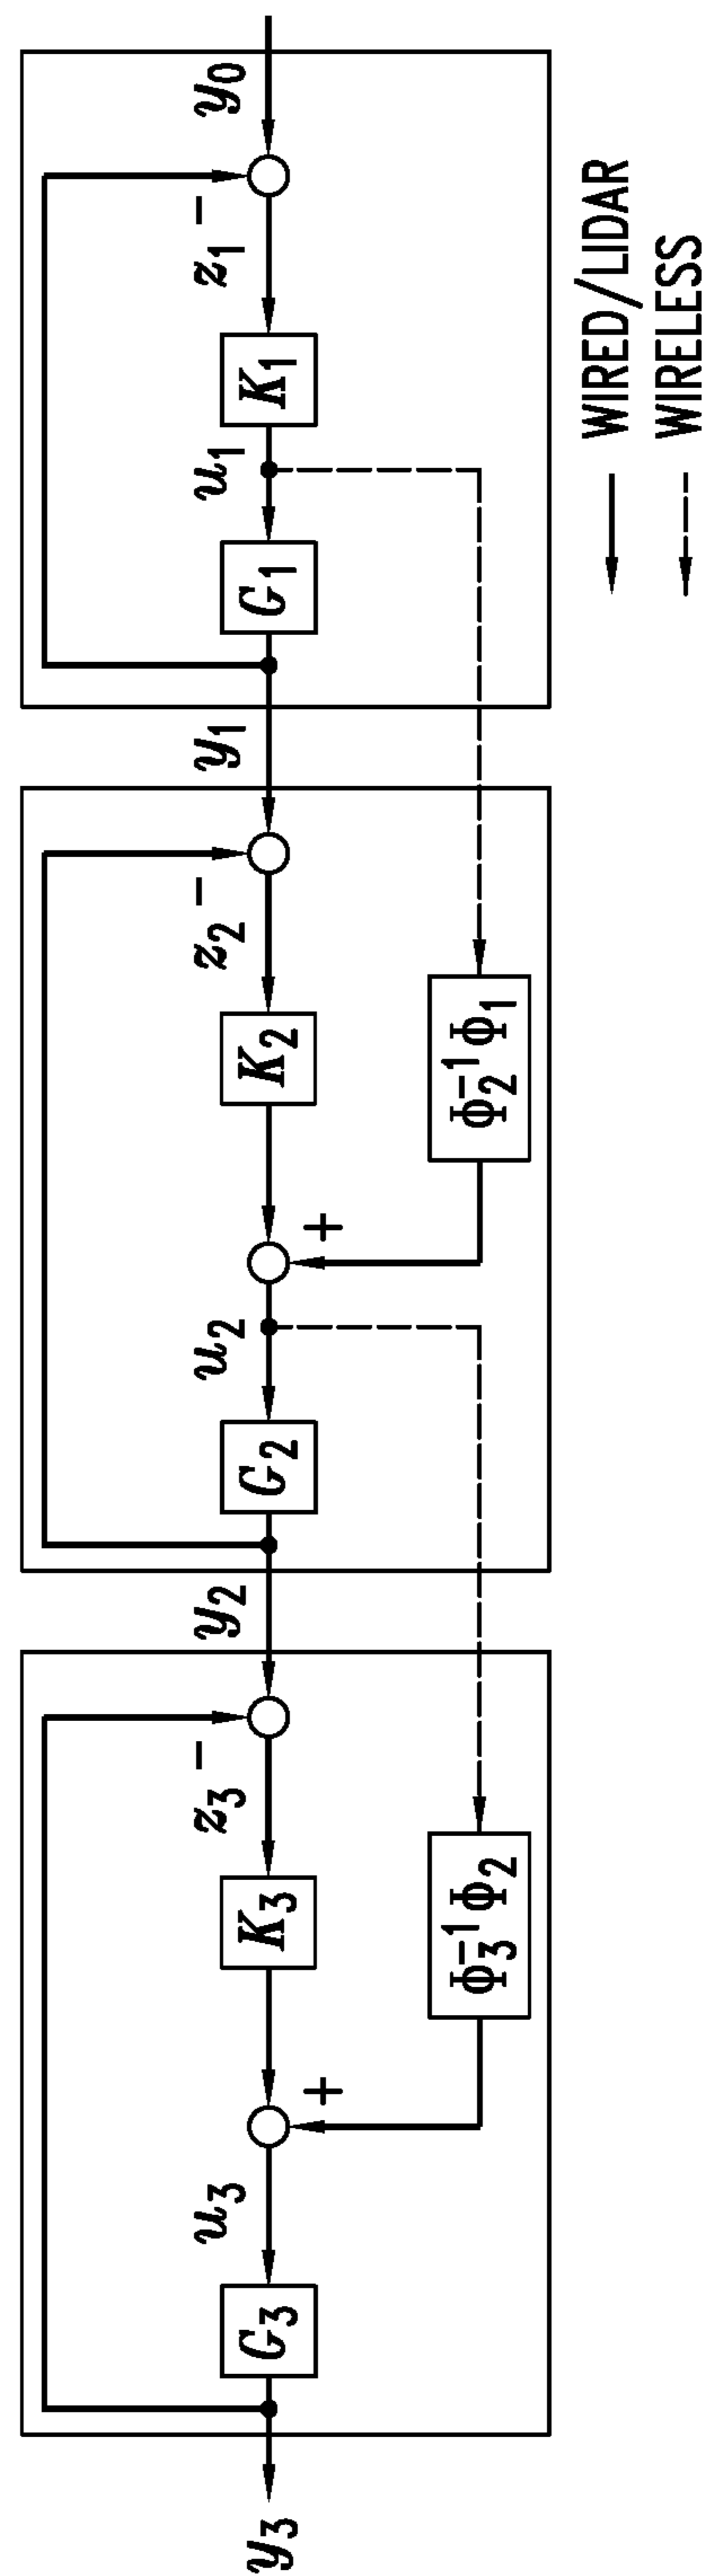 y₃
G₃
u₃
+
K₃
z₃
−
Φ₃⁻¹Φ₂
y₂
G₂
u₂
+
K₂
z₂
−
Φ₂⁻¹Φ₁
y₁
G₁
u₁
K₁
z₁
−
y₀
WIRED/LIDAR
WIRELESS